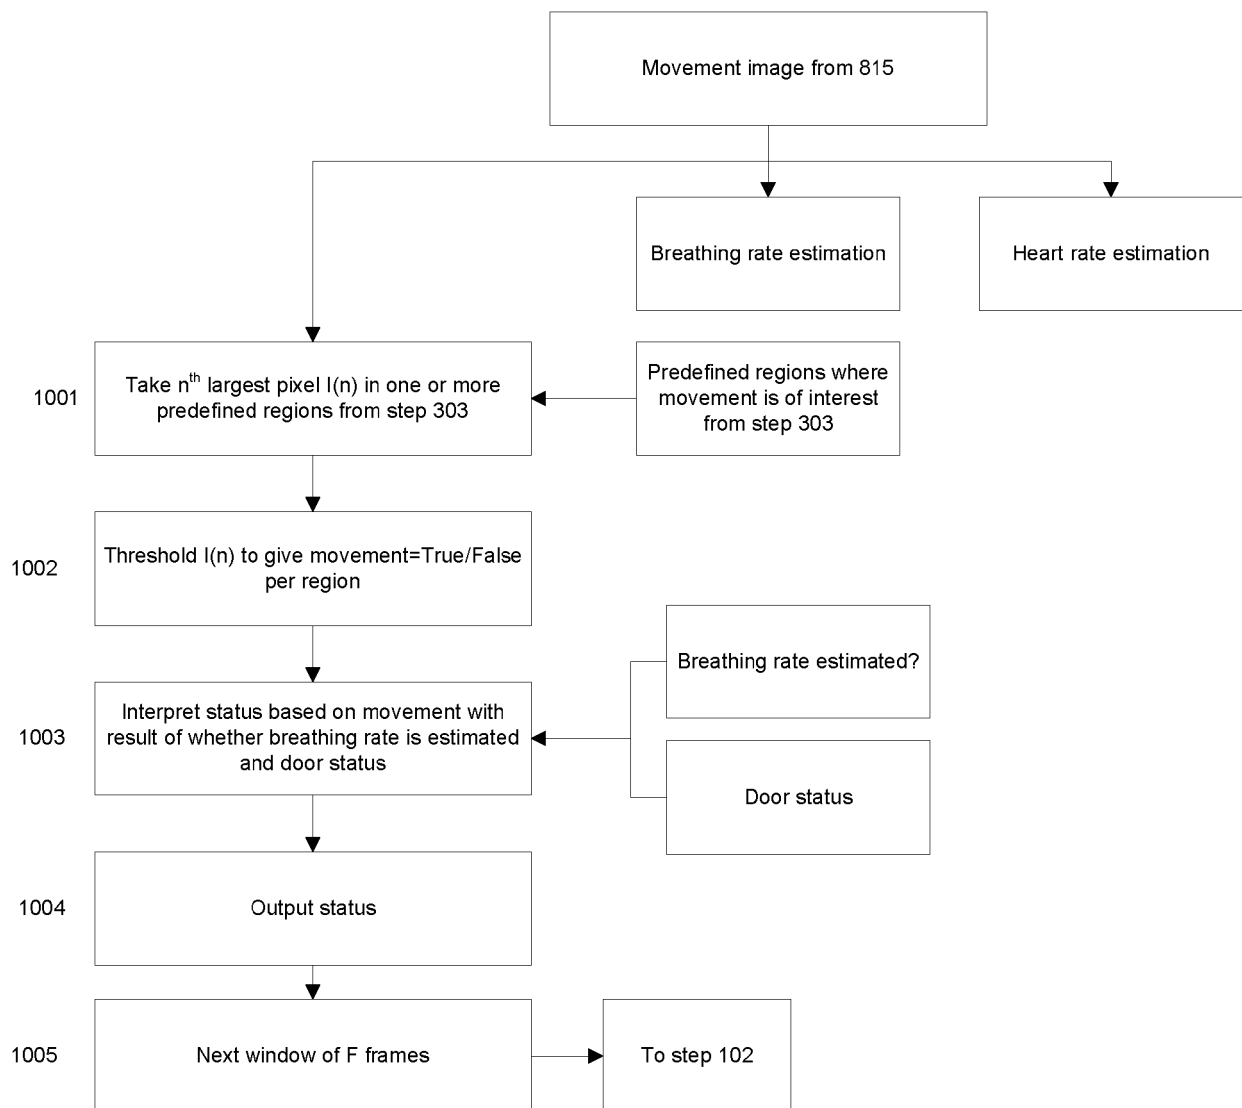 Movement image from 815
Breathing rate estimation
Heart rate estimation
1001
Take nth largest pixel I(n) in one or more
predefined regions from step 303
Predefined regions where
movement is of interest
from step 303
1002
Threshold I(n) to give movement=True/False
per region
Breathing rate estimated?
1003
Interpret status based on movement with
result of whether breathing rate is estimated
and door status
Door status
1004
Output status
1005
Next window of F frames
To step 102